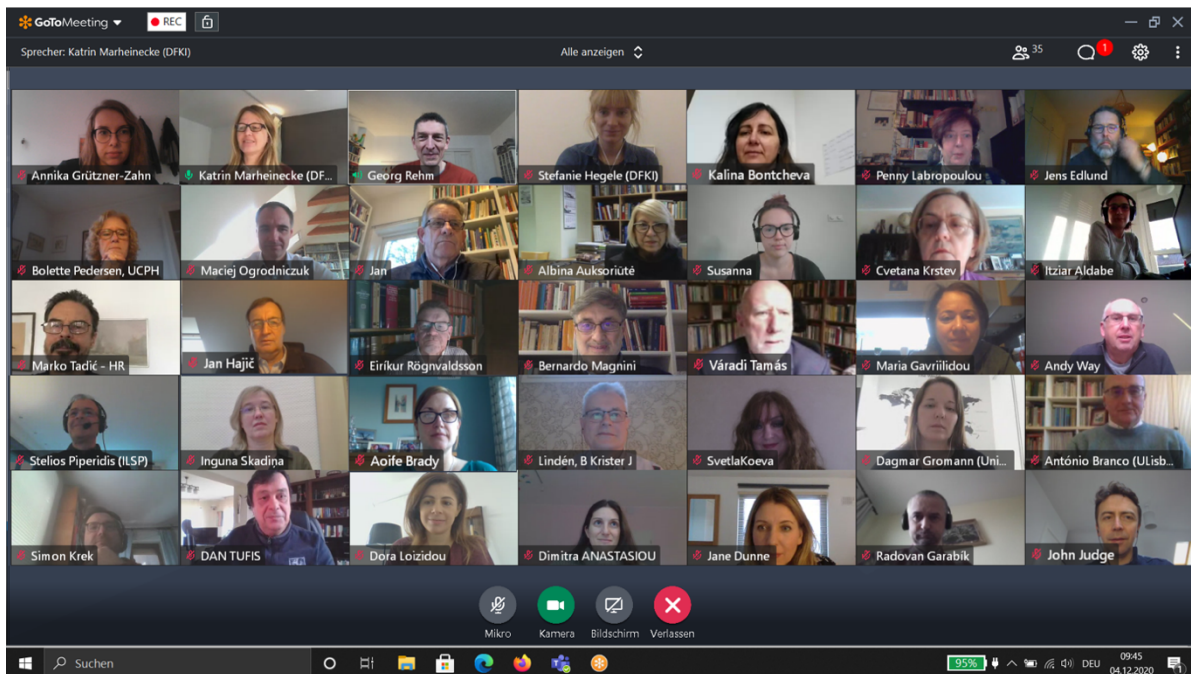 GoToMeeting
REC
Sprecher: Katrin Marheinecke (DFKI)
Alle anzeigen
35
1
Annika Grützner-Zahn
Katrin Marheinecke (DF...
Georg Rehm
Stefanie Hegele (DFKI)
Kalina Bontcheva
Penny Labropoulou
Jens Edlund
Bolette Pedersen, UCPH
Maciej Ogrodniczuk
Jan
Albina Auksoriūtė
Susanna
Cvetana Krstev
Itziar Aldabe
Marko Tadić - HR
Jan Hajič
Eiríkur Rögnvaldsson
Bernardo Magnini
Váradi Tamás
Maria Gavriilidou
Andy Way
Stelios Piperidis (ILSP)
Inguna Skadiņa
Aoife Brady
Lindén, B Krister J
SvetlaKoeva
Dagmar Gromann (Uni...
António Branco (ULisb...
Simon Krek
DAN TUFIS
Dora Loizidou
Dimitra ANASTASIOU
Jane Dunne
Radovan Garabík
John Judge
Mikro
Kamera
Bildschirm
Verlassen
Suchen
95%
DEU
09:45
04.12.2020
1